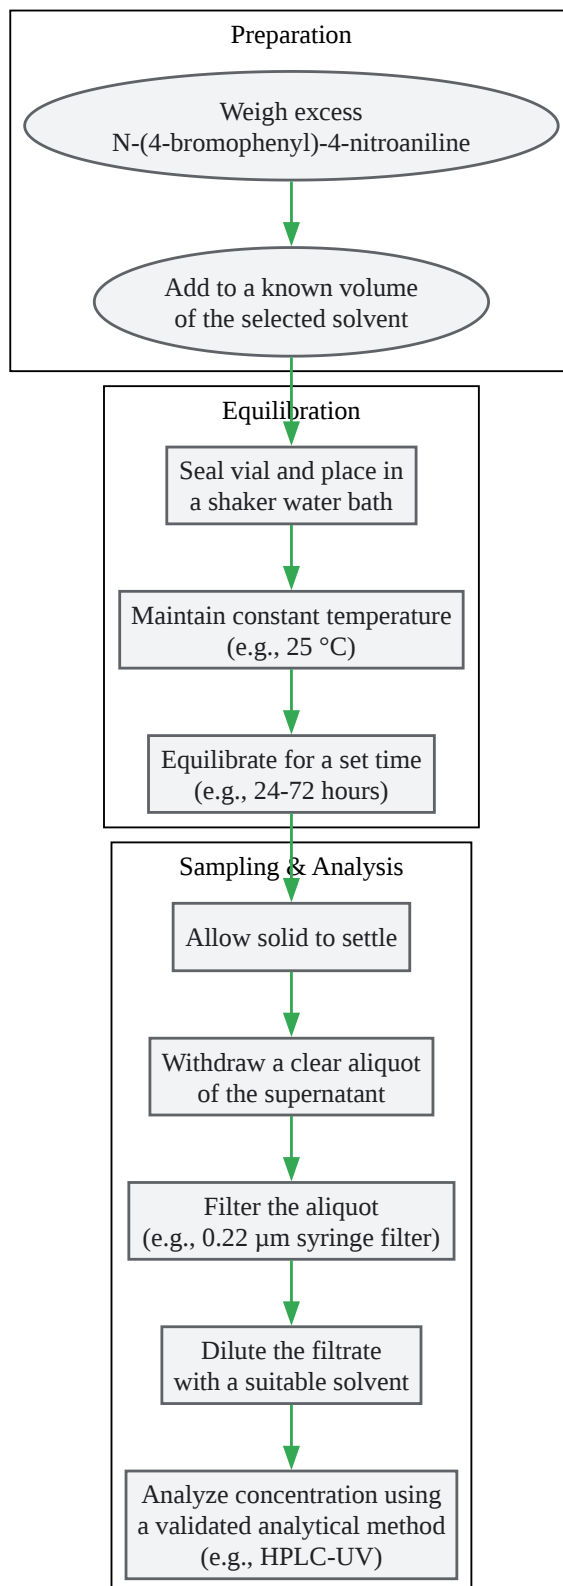 Preparation
Weigh excess
N-(4-bromophenyl)-4-nitroaniline
Add to a known volume
of the selected solvent
Equilibration
Seal vial and place in
a shaker water bath
Maintain constant temperature
(e.g., 25 °C)
Equilibrate for a set time
(e.g., 24-72 hours)
Sampling & Analysis
Allow solid to settle
Withdraw a clear aliquot
of the supernatant
Filter the aliquot
(e.g., 0.22 µm syringe filter)
Dilute the filtrate
with a suitable solvent
Analyze concentration using
a validated analytical method
(e.g., HPLC-UV)